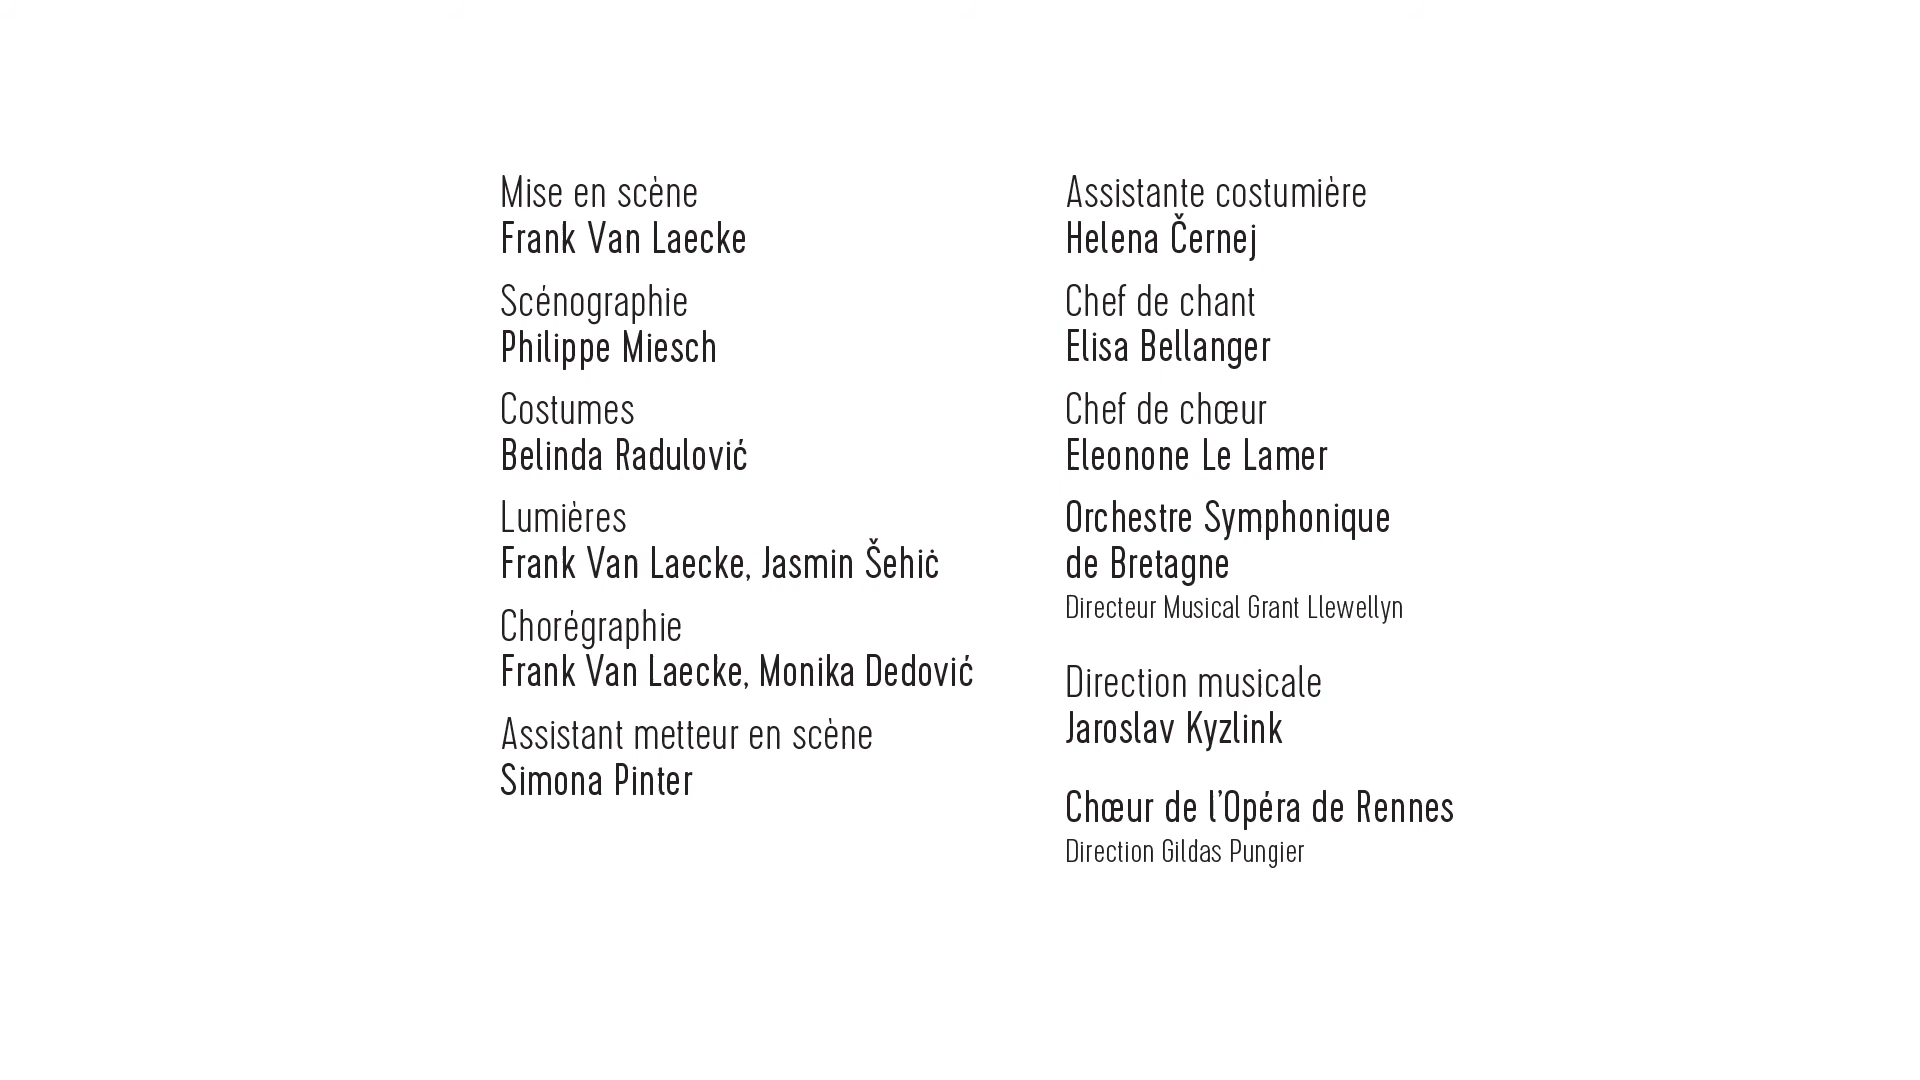 Mise en scène
Frank Van Laecke
Scénographie
Philippe Miesch
Costumes
Belinda Radulović
Lumières
Frank Van Laecke, Jasmin Šehiċ
Chorégraphie
Frank Van Laecke, Monika Dedović
Assistant metteur en scène
Simona Pinter
Assistante costumière
Helena Černej
Chef de chant
Elisa Bellanger
Chef de chœur
Eleonone Le Lamer
Orchestre Symphonique
de Bretagne
Directeur Musical Grant Llewellyn
Direction musicale
Jaroslav Kyzlink
Chœur de l’Opéra de Rennes
Direction Gildas Pungier